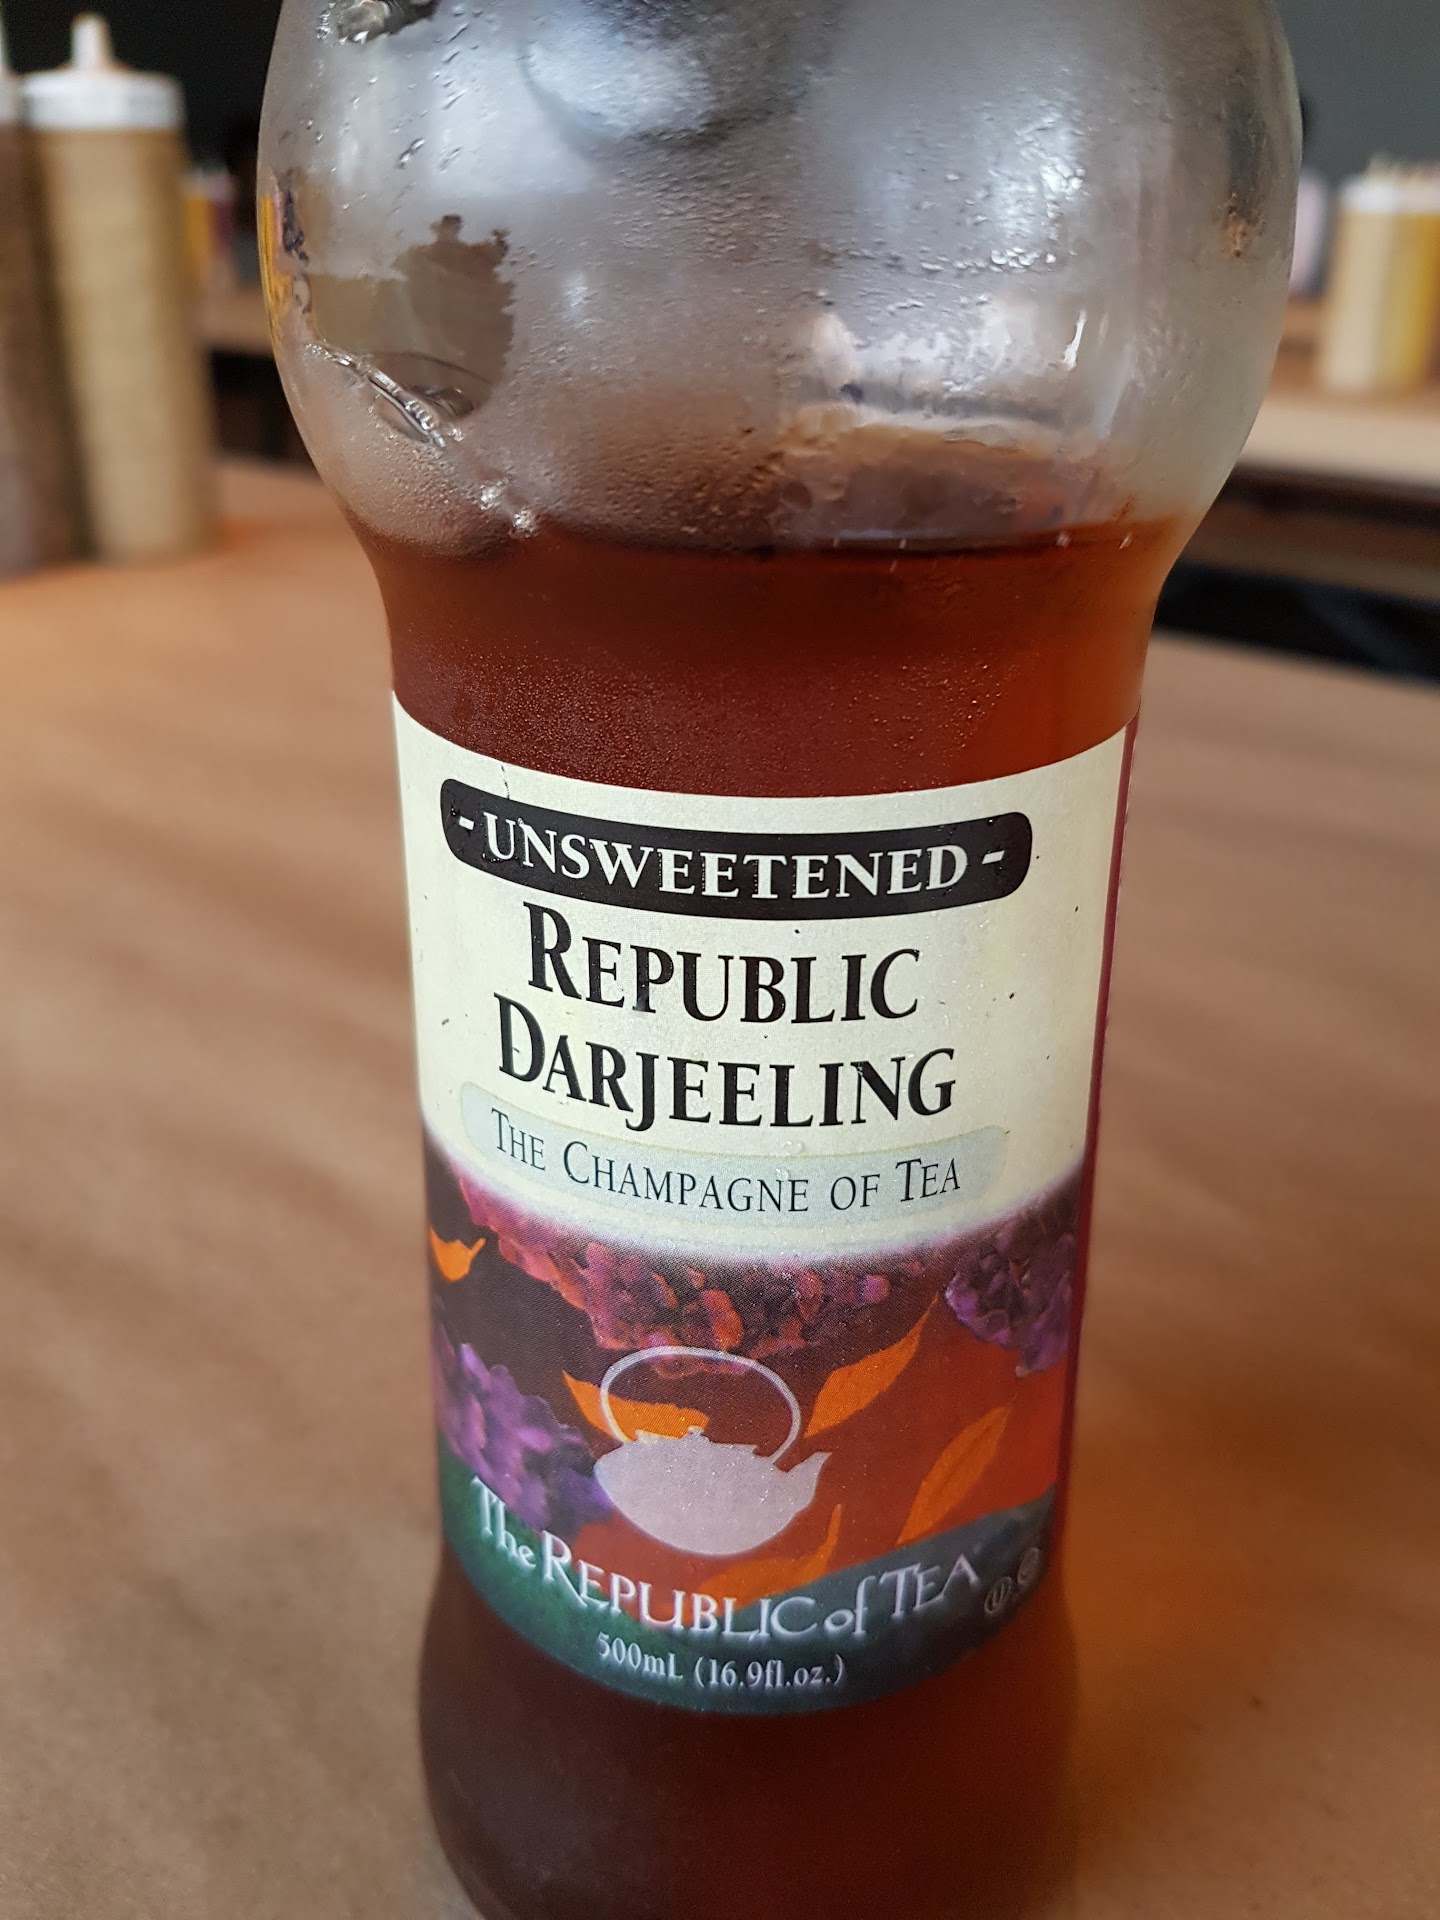 - UNSWEETENED -
REPUBLIC
DARJEELING
THE CHAMPAGNE OF TEA
The REPUBLIC of TEA
500mL (16.9fl.oz.)